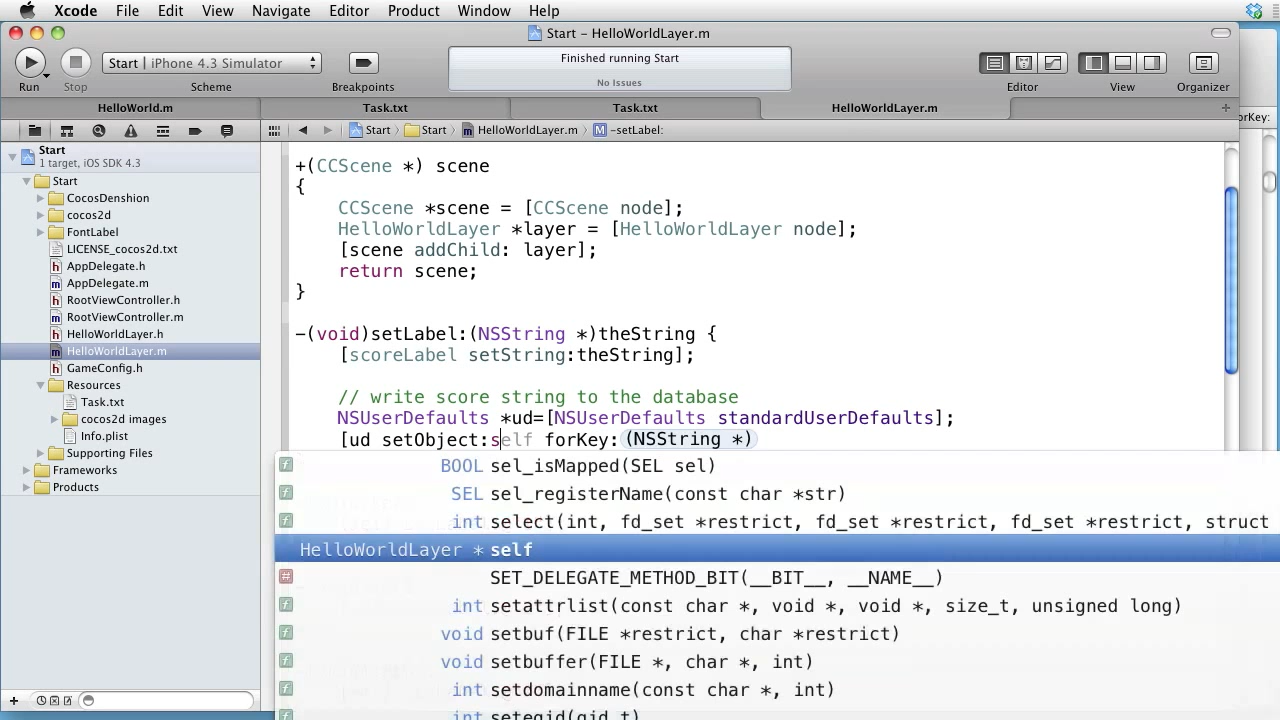 Xcode File Edit View Navigate Editor Product Window Help
Start – HelloWorldLayer.m
Start | iPhone 4.3 Simulator
Finished running Start
No Issues
Run Stop Scheme Breakpoints Editor View Organizer
HelloWorld.m Task.txt Task.txt HelloWorldLayer.m +
orKey:
Start Start HelloWorldLayer.m M -setLabel:
Start
1 target, iOS SDK 4.3
Start
CocosDenshion
cocos2d
FontLabel
LICENSE_cocos2d.txt
AppDelegate.h
AppDelegate.m
RootViewController.h
RootViewController.m
HelloWorldLayer.h
HelloWorldLayer.m
GameConfig.h
Resources
Task.txt
cocos2d images
Info.plist
Supporting Files
Frameworks
Products
+(CCScene *) scene
{
CCScene *scene = [CCScene node];
HelloWorldLayer *layer = [HelloWorldLayer node];
[scene addChild: layer];
return scene;
}
-(void)setLabel:(NSString *)theString {
[scoreLabel setString:theString];
// write score string to the database
NSUserDefaults *ud=[NSUserDefaults standardUserDefaults];
[ud setObject:self forKey:(NSString *)
f BOOL sel_isMapped(SEL sel)
f SEL sel_registerName(const char *str)
f int select(int, fd_set *restrict, fd_set *restrict, fd_set *restrict, struct
HelloWorldLayer * self
# SET_DELEGATE_METHOD_BIT(__BIT__, __NAME__)
f int setattrlist(const char *, void *, void *, size_t, unsigned long)
f void setbuf(FILE *restrict, char *restrict)
f void setbuffer(FILE *, char *, int)
f int setdomainname(const char *, int)
int setegid(gid_t)